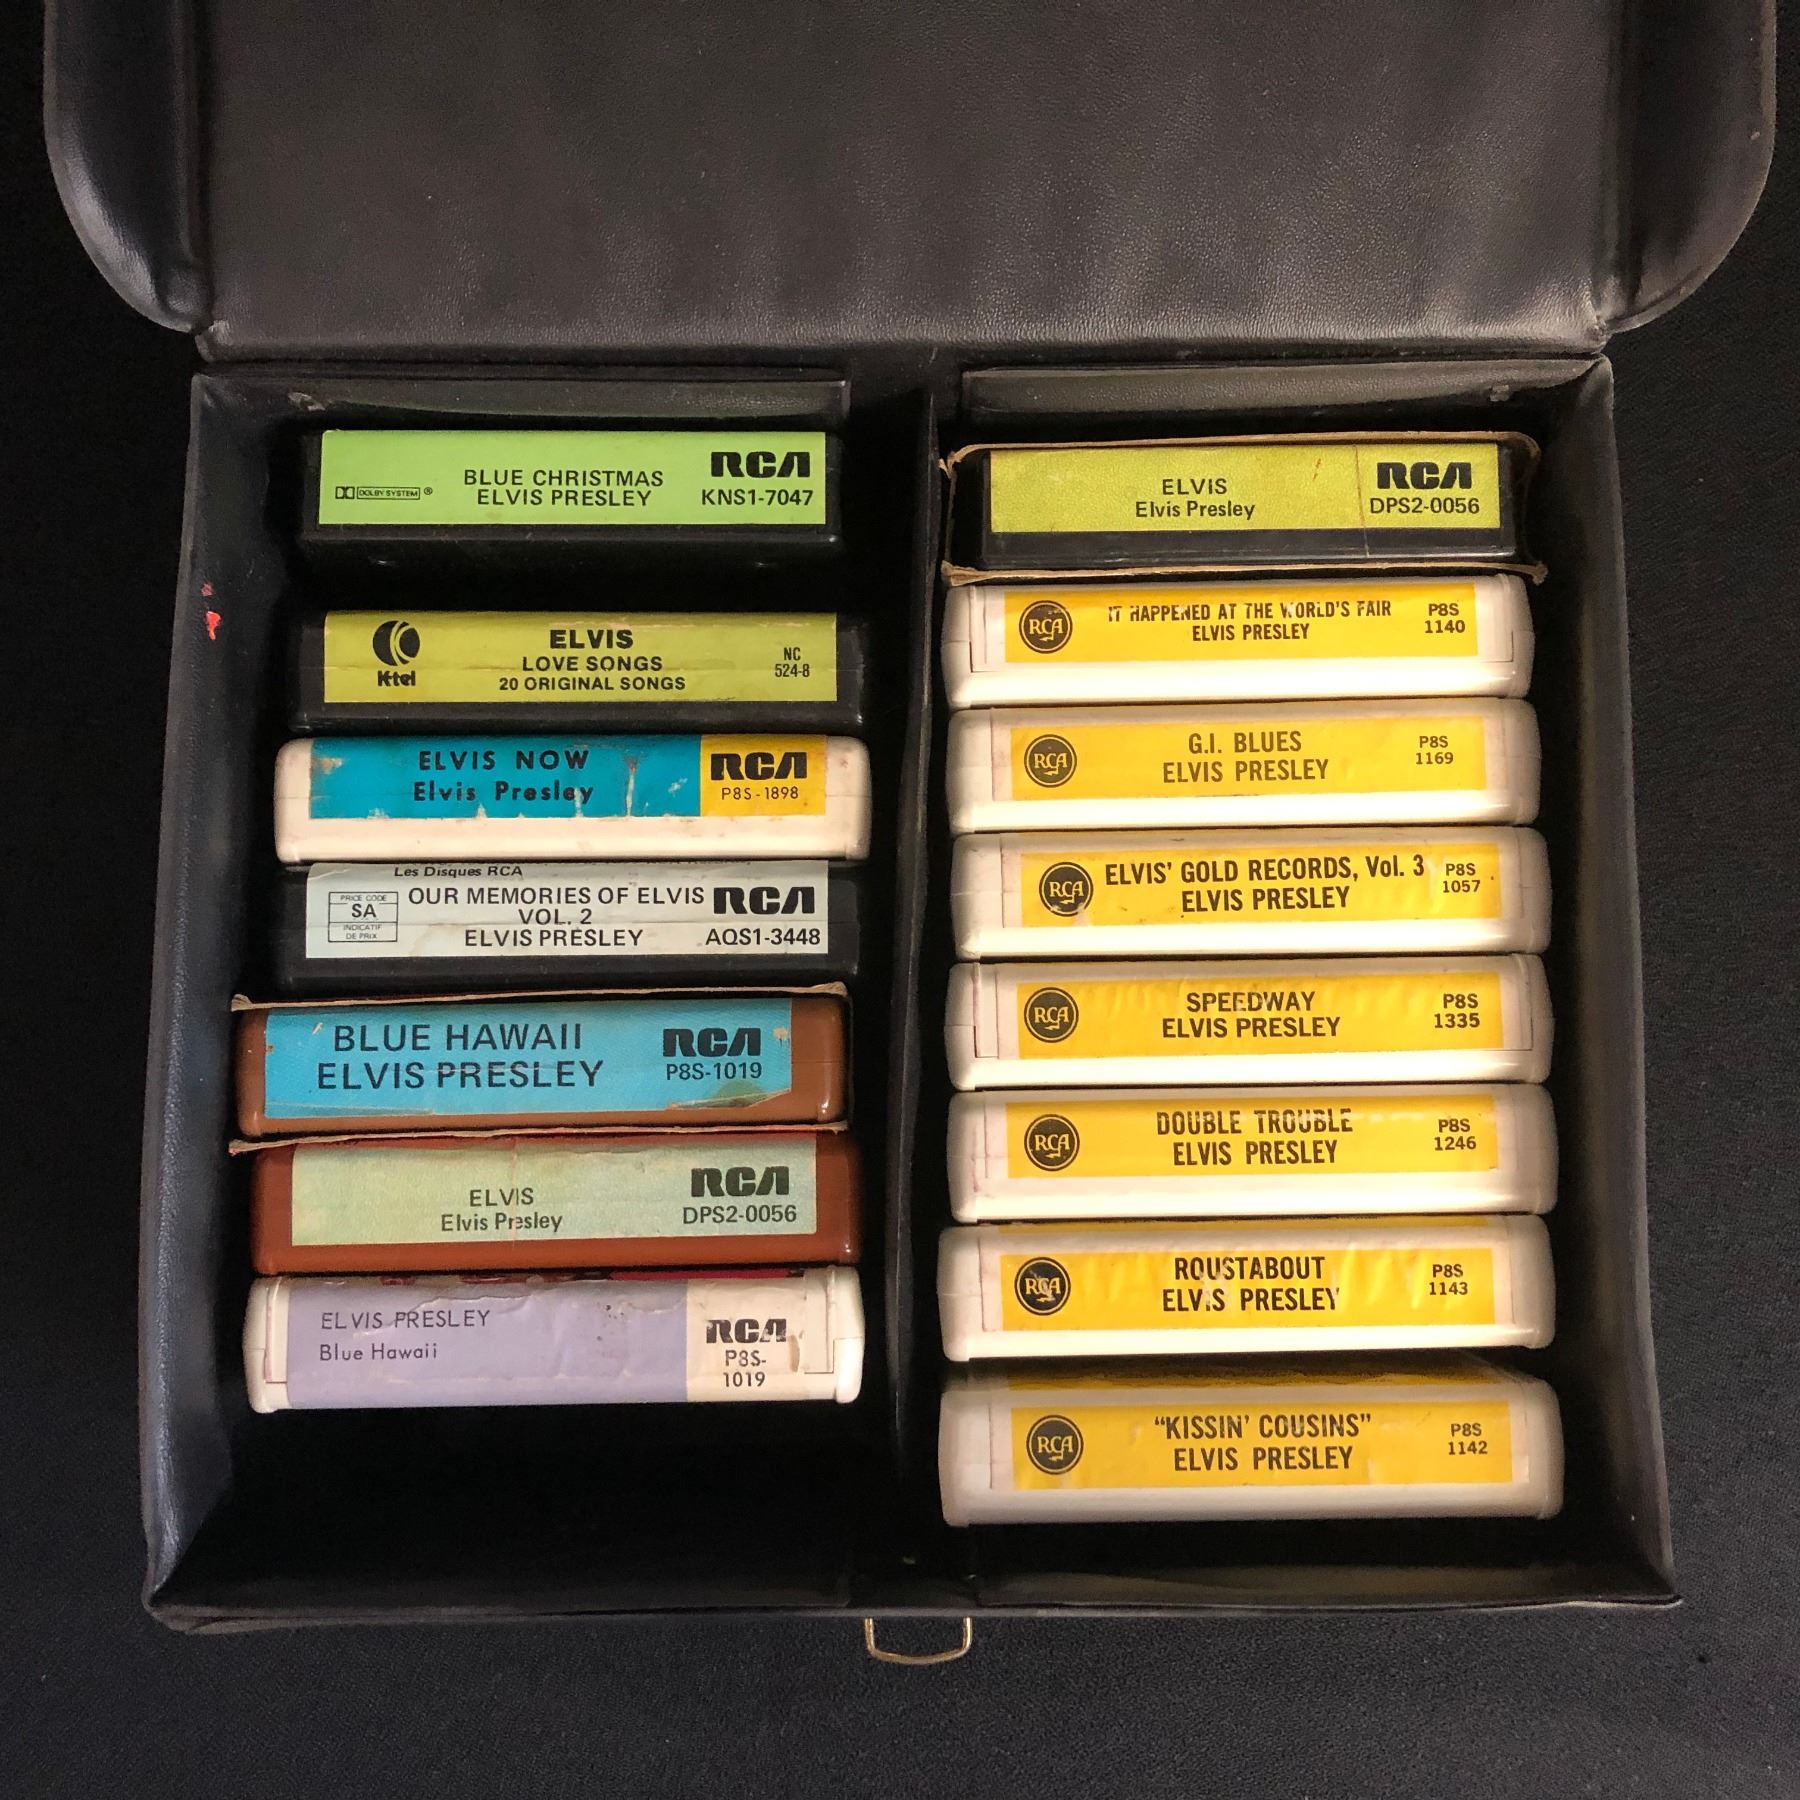 RCA
BLUE CHRISTMAS
ELVIS PRESLEY
KNS1-7047
DOLBY SYSTEM ®
K-tel
ELVIS
LOVE SONGS
20 ORIGINAL SONGS
NC
524-8
ELVIS NOW
Elvis Presley
RCA
P8S-1898
Les Disques RCA
PRICE CODE
SA
INDICATIF
DE PRIX
OUR MEMORIES OF ELVIS
VOL. 2
ELVIS PRESLEY
RCA
AQS1-3448
BLUE HAWAII
ELVIS PRESLEY
RCA
P8S-1019
ELVIS
Elvis Presley
RCA
DPS2-0056
ELVIS PRESLEY
Blue Hawaii
RCA
P8S-
1019
ELVIS
Elvis Presley
RCA
DPS2-0056
RCA
IT HAPPENED AT THE WORLD'S FAIR
ELVIS PRESLEY
P8S
1140
RCA
G.I. BLUES
ELVIS PRESLEY
P8S
1169
RCA
ELVIS' GOLD RECORDS, Vol. 3
ELVIS PRESLEY
P8S
1057
RCA
SPEEDWAY
ELVIS PRESLEY
P8S
1335
RCA
DOUBLE TROUBLE
ELVIS PRESLEY
P8S
1246
RCA
ROUSTABOUT
ELVIS PRESLEY
P8S
1143
RCA
"KISSIN' COUSINS"
ELVIS PRESLEY
P8S
1142